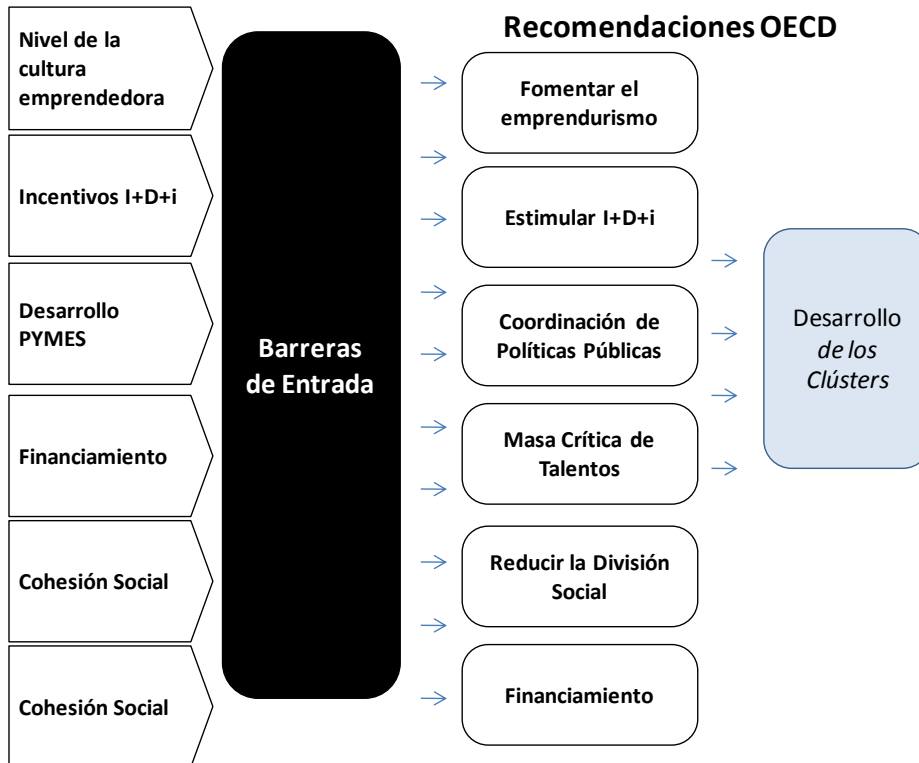 Nivel de la
cultura
emprendedora
Incentivos I+D+i
Desarrollo
PYMES
Financiamiento
Cohesión Social
Cohesión Social
Barreras
de Entrada
Recomendaciones OECD
Fomentar el
emprendurismo
Estimular I+D+i
Coordinación de
Políticas Públicas
Masa Crítica de
Talentos
Reducir la División
Social
Financiamiento
Desarrollo
de los
Clústers